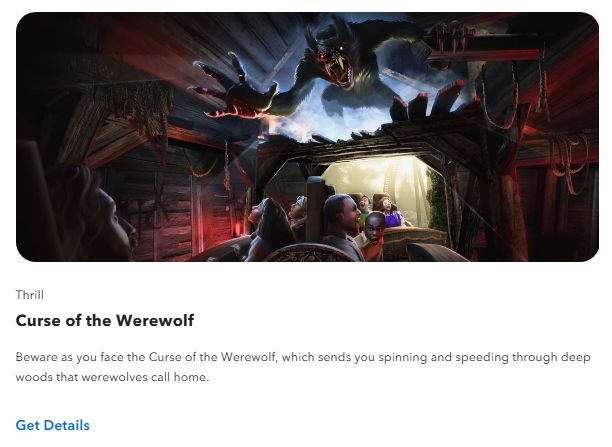 Thrill
Curse of the Werewolf
Beware as you face the Curse of the Werewolf, which sends you spinning and speeding through deep
woods that werewolves call home.
Get Details